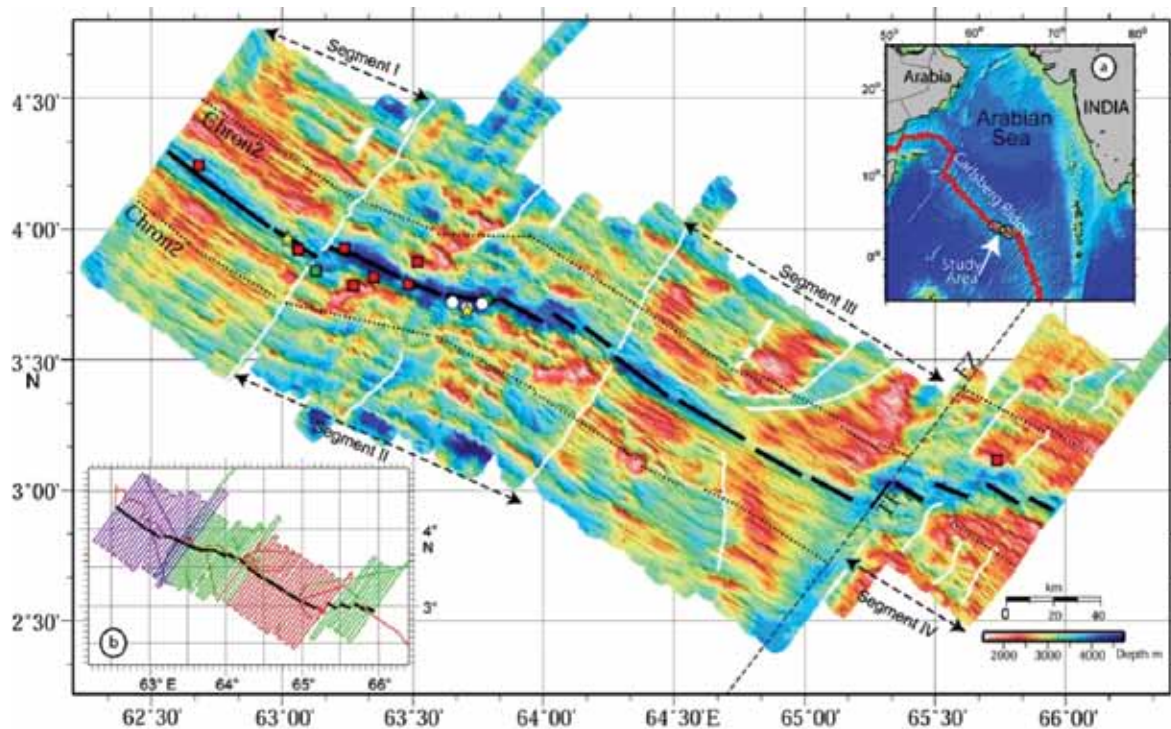 Segment I
Chron2
Chron2
Segment II
Segment III
Segment IV
FZ
TF
4°30'
4°00'
3°30'
N
3°00'
2°30'
62°30'
63°00'
63°30'
64°00'
64°30'E
65°00'
65°30'
66°00'
km
0 20 40
2000 3000 4000 Depth m
50° 60° 70° 80°
a
Arabia
INDIA
Arabian
Sea
Carlsberg Ridge
Study
Area
20°
10°
0°
b
4°
N
3°
63° E 64° 65° 66°